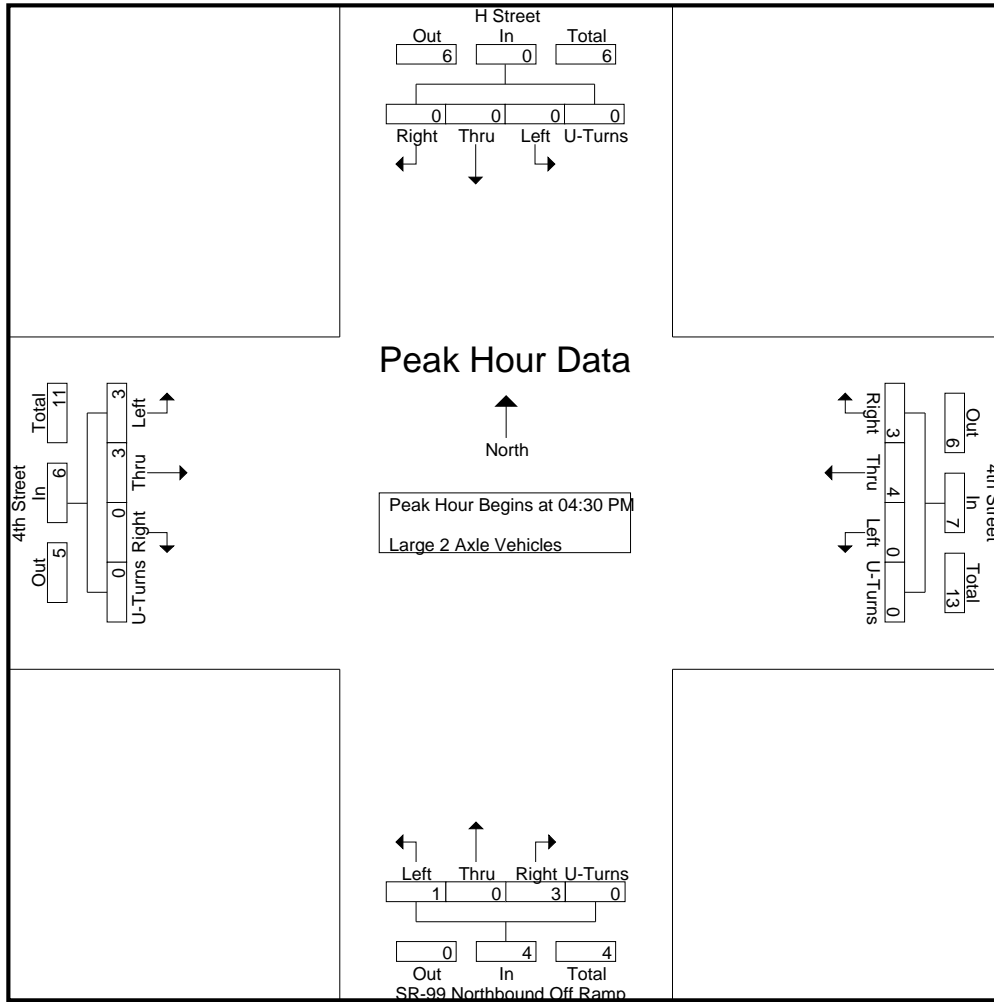 H Street
Out In Total
6 0 6
0 0 0 0
Right Thru Left U-Turns
Peak Hour Data
North
Peak Hour Begins at 04:30 PM
Large 2 Axle Vehicles
4th Street
Total In Out
11 6 5
3 3 0 0
Left Thru Right U-Turns
4th Street
Out In Total
6 7 13
3 4 0 0
Right Thru Left U-Turns
Left Thru Right U-Turns
1 0 3 0
0 4 4
Out In Total
SR-99 Northbound Off Ramp